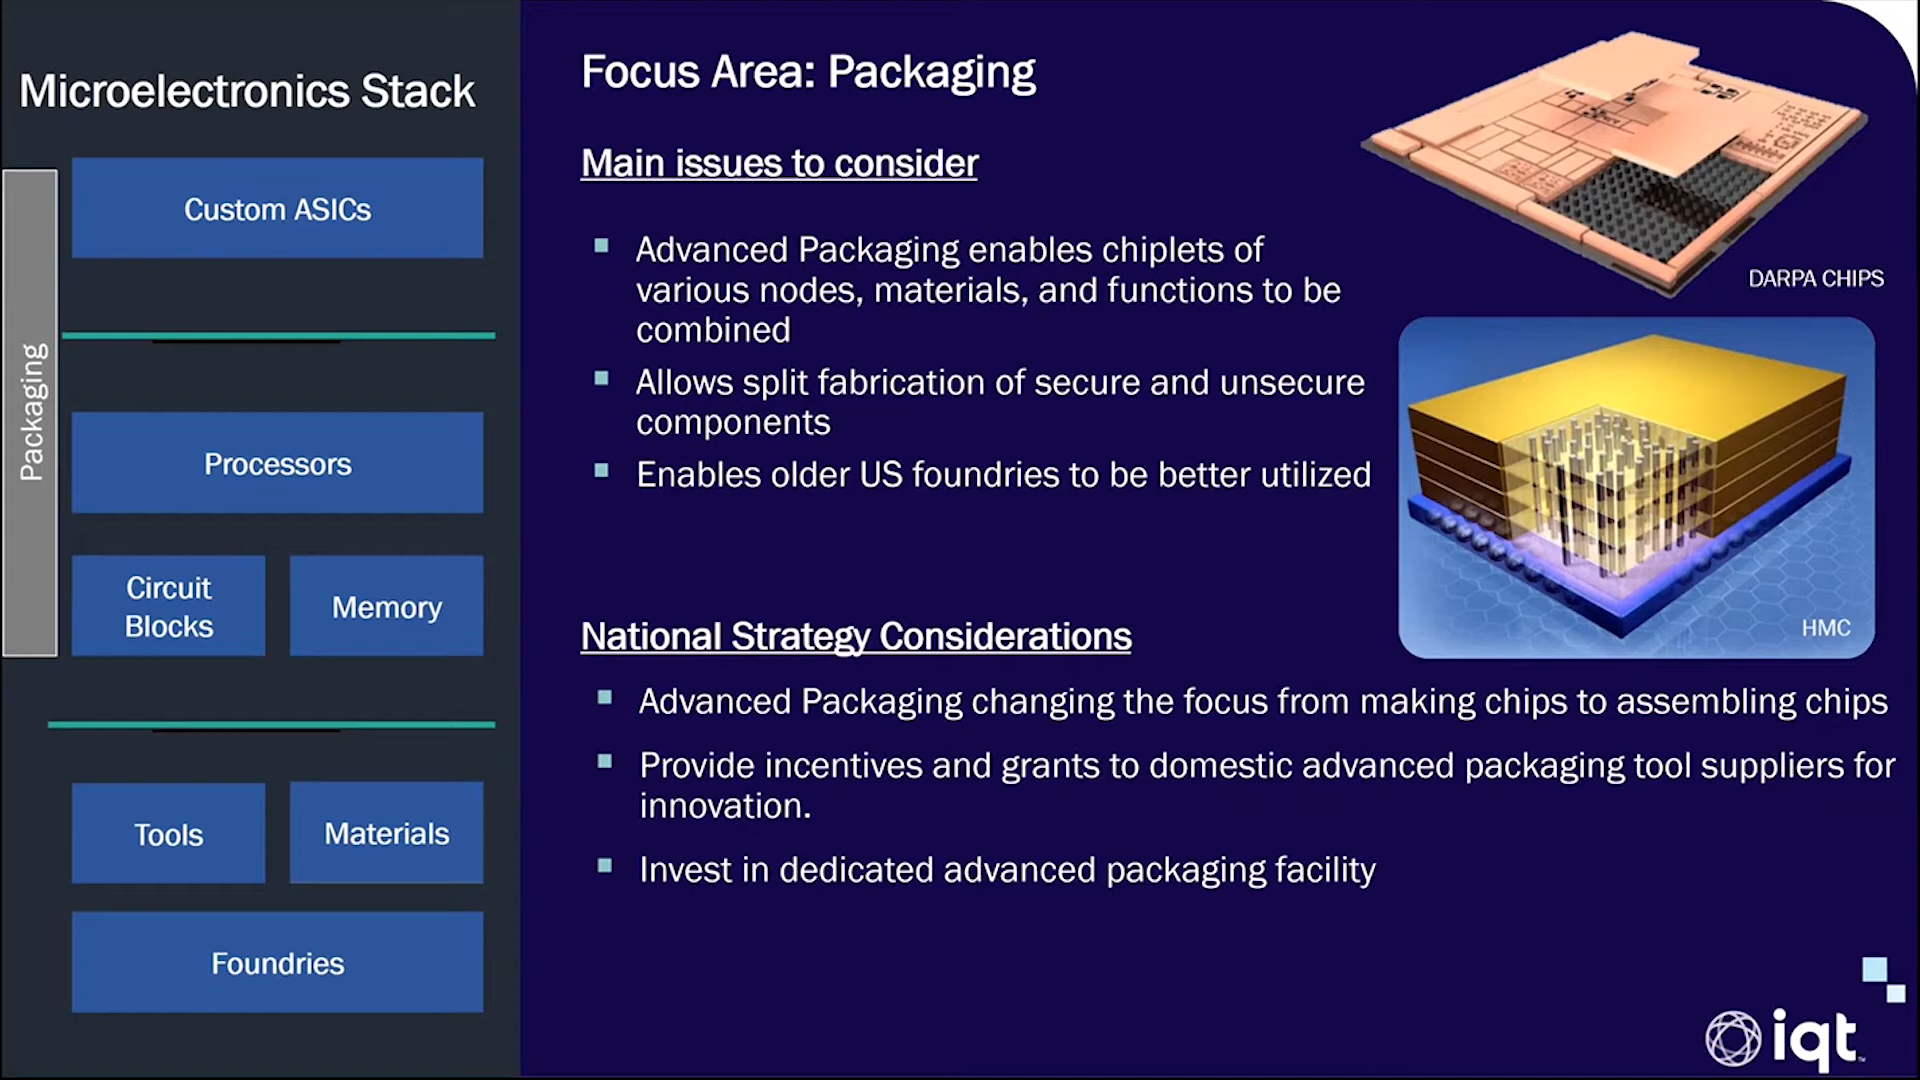 Microelectronics Stack
Packaging
Custom ASICs
Processors
Circuit
Blocks
Memory
Tools
Materials
Foundries
Focus Area: Packaging
Main issues to consider
Advanced Packaging enables chiplets of
various nodes, materials, and functions to be
combined
Allows split fabrication of secure and unsecure
components
Enables older US foundries to be better utilized
DARPA CHIPS
HMC
National Strategy Considerations
Advanced Packaging changing the focus from making chips to assembling chips
Provide incentives and grants to domestic advanced packaging tool suppliers for
innovation.
Invest in dedicated advanced packaging facility
iqt